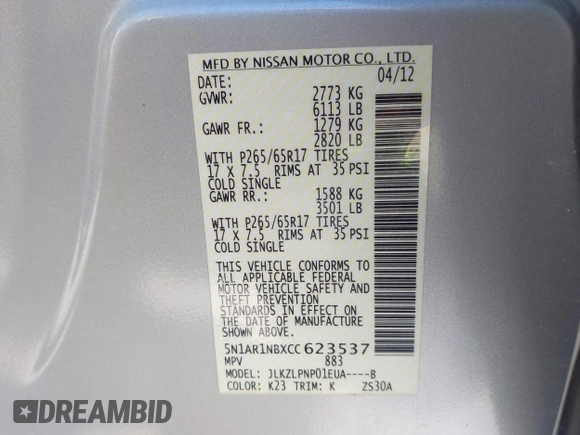 MFD BY NISSAN MOTOR CO., LTD.
DATE: 04/12
GVWR: 2773 KG
6113 LB
GAWR FR.: 1279 KG
2820 LB
WITH P265/65R17 TIRES
17 X 7.5 RIMS AT 35 PSI
COLD SINGLE
GAWR RR.: 1588 KG
3501 LB
WITH P265/65R17 TIRES
17 X 7.5 RIMS AT 35 PSI
COLD SINGLE
THIS VEHICLE CONFORMS TO
ALL APPLICABLE FEDERAL
MOTOR VEHICLE SAFETY AND
THEFT PREVENTION
STANDARDS IN EFFECT ON
THE DATE OF MANUFACTURE
SHOWN ABOVE.
5N1AR1NBXCC623537
MPV 883
MODEL: JLKZLPNP01EUA----B
COLOR: K23 TRIM: K ZS30A